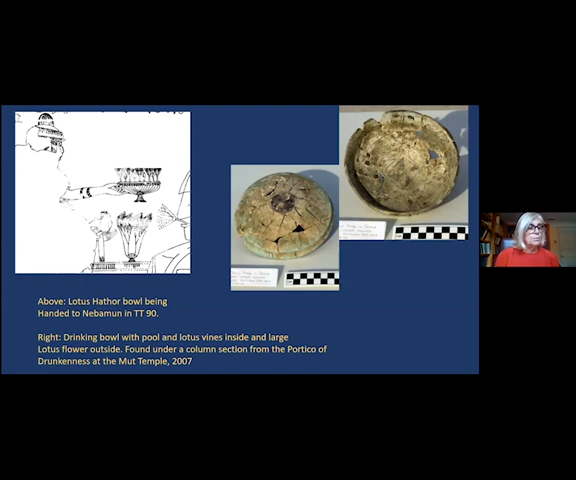 Above: Lotus Hathor bowl being
Handed to Nebamun in TT 90.
Right: Drinking bowl with pool and lotus vines inside and large
Lotus flower outside. Found under a column section from the Portico of
Drunkenness at the Mut Temple, 2007